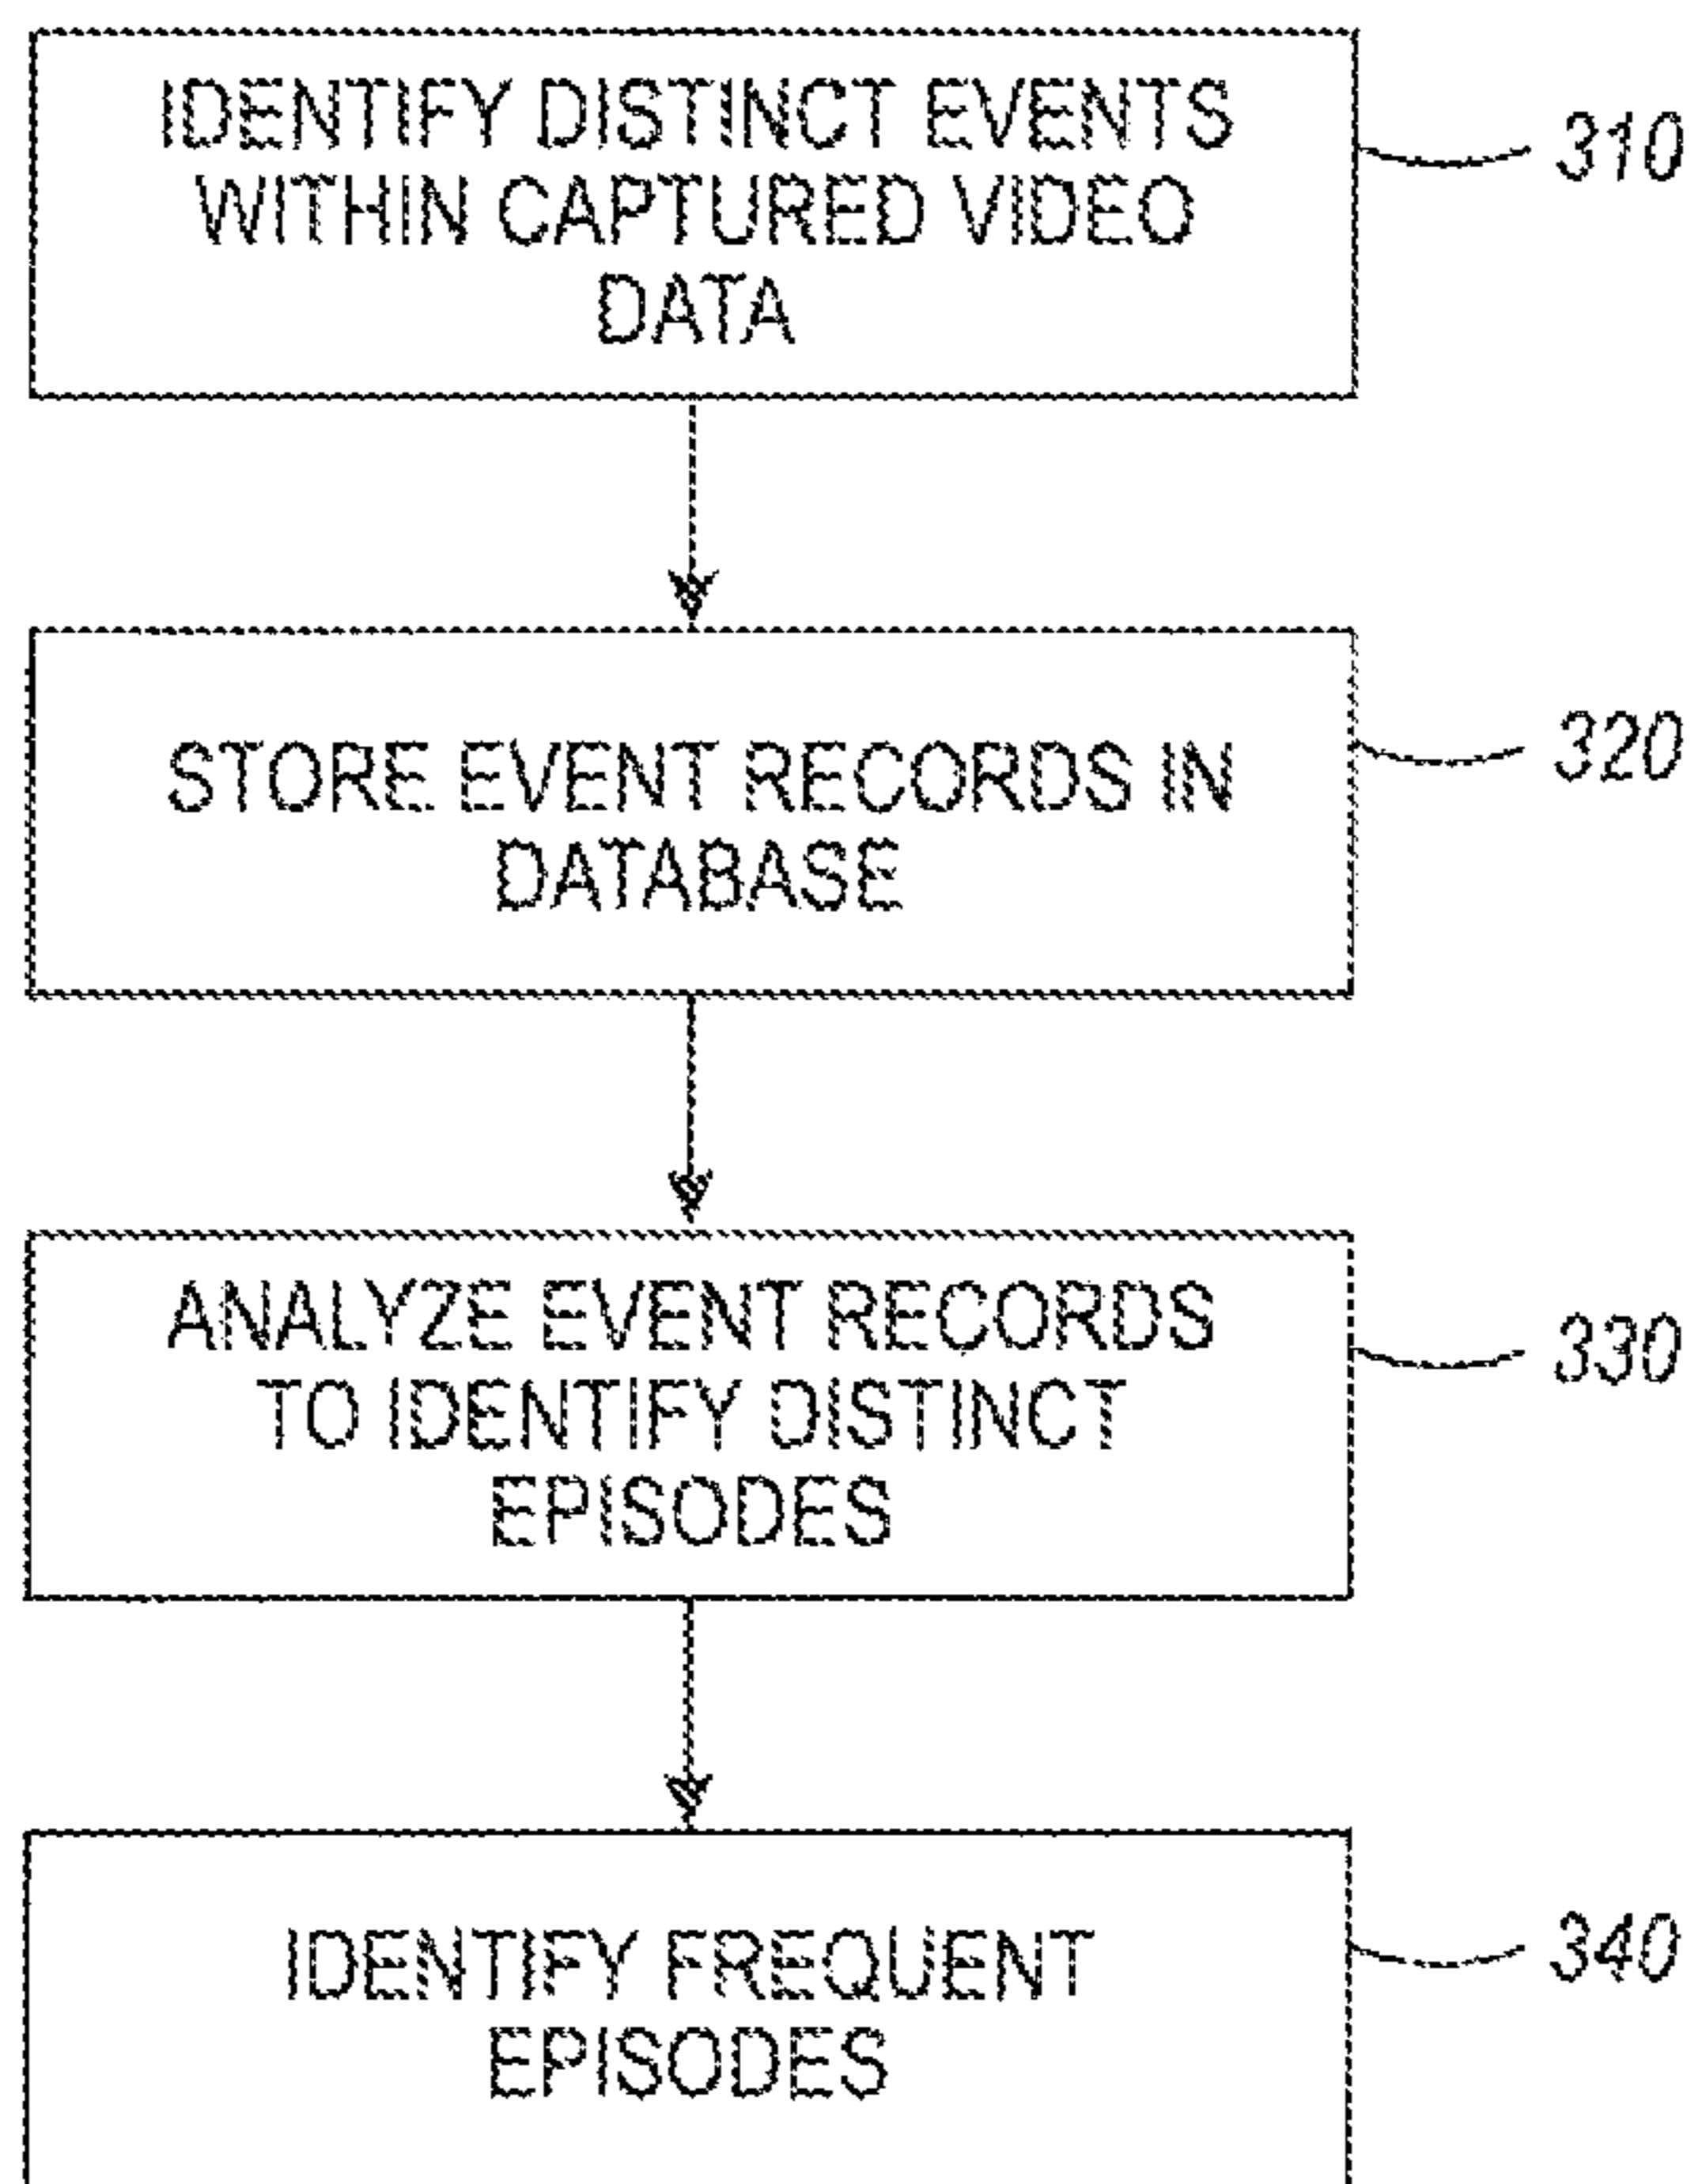 IDENTIFY DISTINCT EVENTS
WITHIN CAPTURED VIDEO
DATA
310
STORE EVENT RECORDS IN
DATABASE
320
ANALYZE EVENT RECORDS
TO IDENTIFY DISTINCT
EPISODES
330
IDENTIFY FREQUENT
EPISODES
340